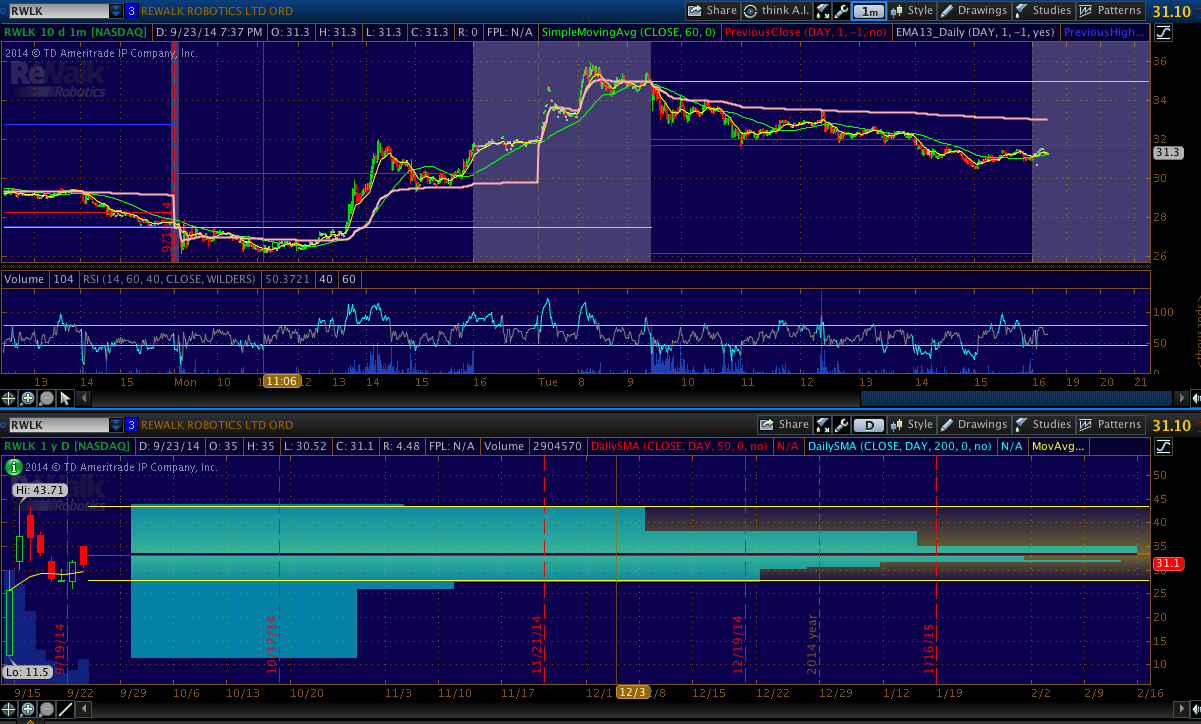 RWLK 3 REWALK ROBOTICS LTD ORD Share think A.I. 1m Style Drawings Studies Patterns 31.10
RWLK 10 d 1m [NASDAQ] D: 9/23/14 7:37 PM O: 31.3 H: 31.3 L: 31.3 C: 31.3 R: 0 FPL: N/A SimpleMovingAvg (CLOSE, 60, 0) PreviousClose (DAY, 1, -1, no) EMA13_Daily (DAY, 1, -1, yes) PreviousHigh...
2014 © TD Ameritrade IP Company, Inc.
ReWalk
Robotics
36
34
32
31.3
30
28
26
Volume 104 RSI (14, 60, 40, CLOSE, WILDERS) 50.3721 40 60
100
50
0
13 14 15 Mon 10 11:06 12 13 14 15 16 Tue 8 9 10 11 12 13 14 15 16 19 20 21
RWLK 3 REWALK ROBOTICS LTD ORD Share D Style Drawings Studies Patterns 31.10
RWLK 1 y D [NASDAQ] D: 9/23/14 O: 35 H: 35 L: 30.52 C: 31.1 R: 4.48 FPL: N/A Volume 2904570 DailySMA (CLOSE, DAY, 50, 0, no) N/A DailySMA (CLOSE, DAY, 200, 0, no) N/A MovAvg...
i 2014 © TD Ameritrade IP Company, Inc.
Hi: 43.71
Robotics
50
45
40
35
31.1
25
20
15
10
9/19/14
10/17/14
11/21/14
12/19/14
2014 year
1/16/15
Lo: 11.5
9/15 9/22 9/29 10/6 10/13 10/20 11/3 11/10 11/17 12/1 12/3 12/8 12/15 12/22 12/29 1/12 1/19 2/2 2/9 2/16